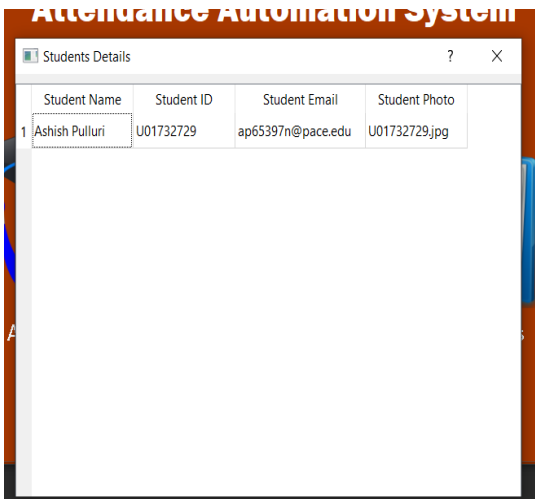 Attendance Automation System
Students Details ? X
Student Name Student ID Student Email Student Photo
1 Ashish Pulluri U01732729 ap65397n@pace.edu U01732729.jpg
A s